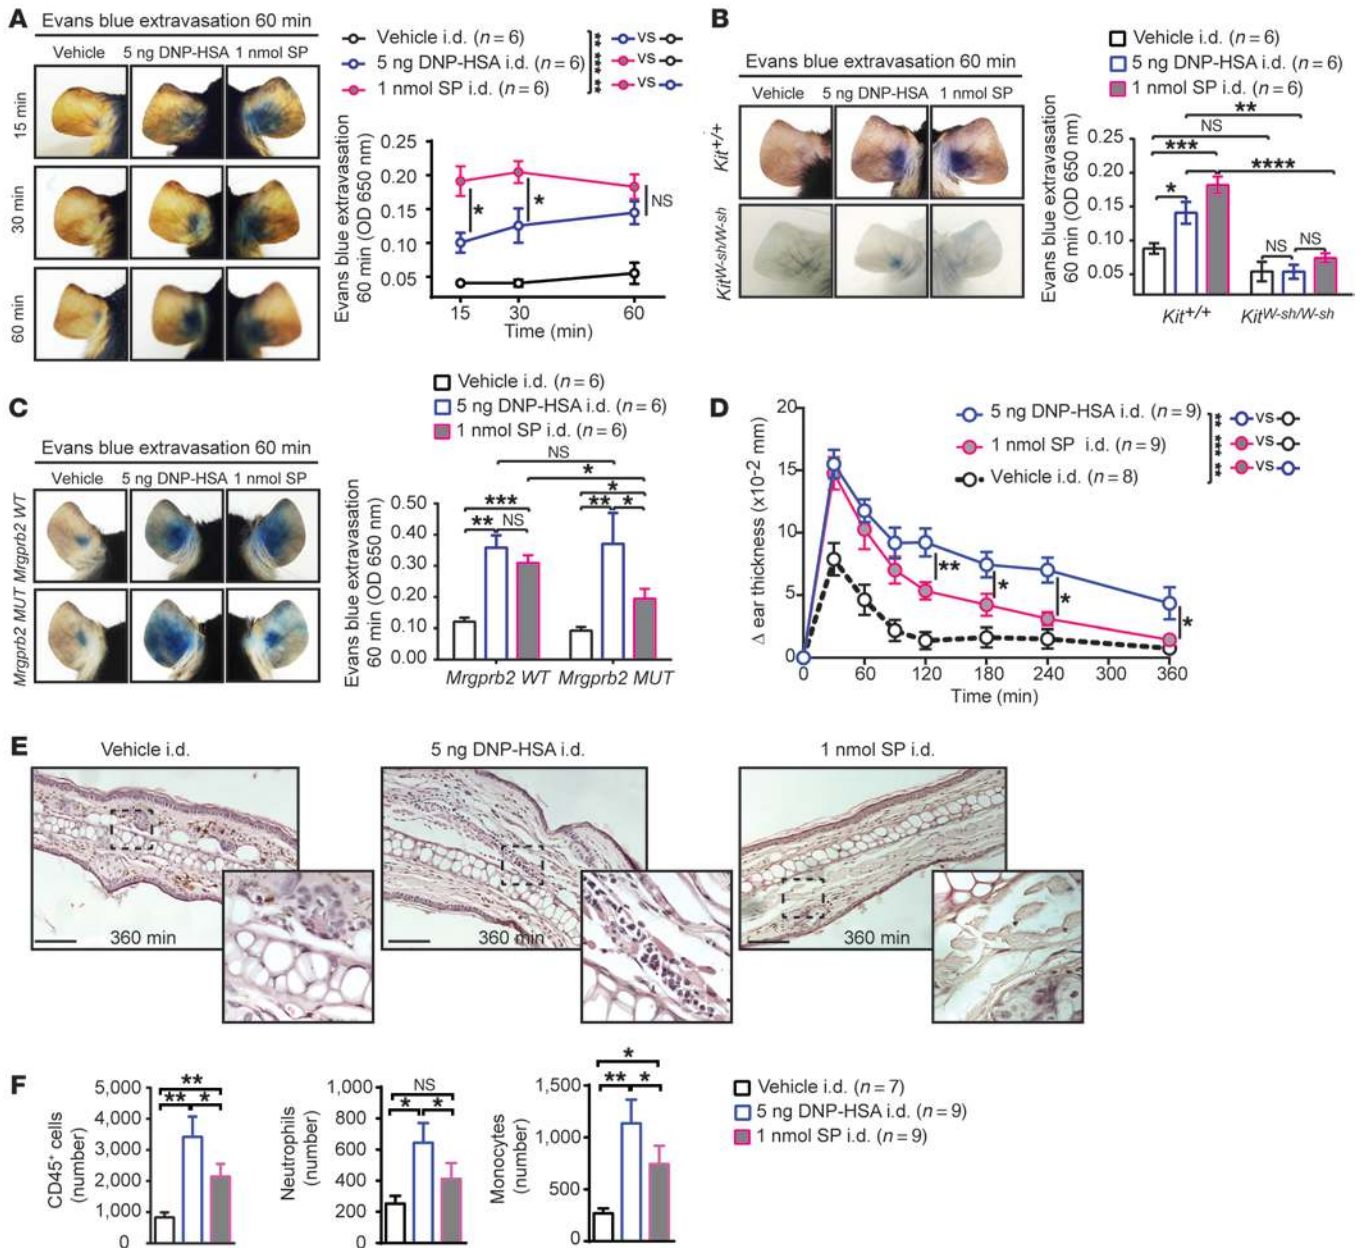 A
Evans blue extravasation 60 min
Vehicle
5 ng DNP-HSA
1 nmol SP
15 min
30 min
60 min
Vehicle i.d. (n = 6)
5 ng DNP-HSA i.d. (n = 6)
1 nmol SP i.d. (n = 6)
vs
vs
vs
Evans blue extravasation
60 min (OD 650 nm)
0.25
0.20
0.15
0.10
0.05
*
*
NS
15
30
60
Time (min)
B
Evans blue extravasation 60 min
Vehicle
5 ng DNP-HSA
1 nmol SP
Kit+/+
KitW-sh/W-sh
Vehicle i.d. (n = 6)
5 ng DNP-HSA i.d. (n = 6)
1 nmol SP i.d. (n = 6)
Evans blue extravasation
60 min (OD 650 nm)
0.25
0.20
0.15
0.10
0.05
**
NS
***
****
*
NS
NS
Kit+/+
KitW-sh/W-sh
C
Evans blue extravasation 60 min
Vehicle
5 ng DNP-HSA
1 nmol SP
Mrgprb2 WT
Mrgprb2 MUT
Vehicle i.d. (n = 6)
5 ng DNP-HSA i.d. (n = 6)
1 nmol SP i.d. (n = 6)
Evans blue extravasation
60 min (OD 650 nm)
0.50
0.40
0.30
0.20
0.10
0.00
NS
*
***
*
**
NS
**
*
Mrgprb2 WT
Mrgprb2 MUT
D
5 ng DNP-HSA i.d. (n = 9)
1 nmol SP i.d. (n = 9)
Vehicle i.d. (n = 8)
vs
vs
vs
Δ ear thickness (x10-2 mm)
20
15
10
5
0
**
*
*
*
0
60
120
180
240
300
360
Time (min)
E
Vehicle i.d.
5 ng DNP-HSA i.d.
1 nmol SP i.d.
360 min
360 min
360 min
F
CD45+ cells
(number)
5,000
4,000
3,000
2,000
1,000
0
**
**
*
Neutrophils
(number)
1,000
800
600
400
200
0
NS
*
*
Monocytes
(number)
1,500
1,000
500
0
*
**
*
Vehicle i.d. (n = 7)
5 ng DNP-HSA i.d. (n = 9)
1 nmol SP i.d. (n = 9)